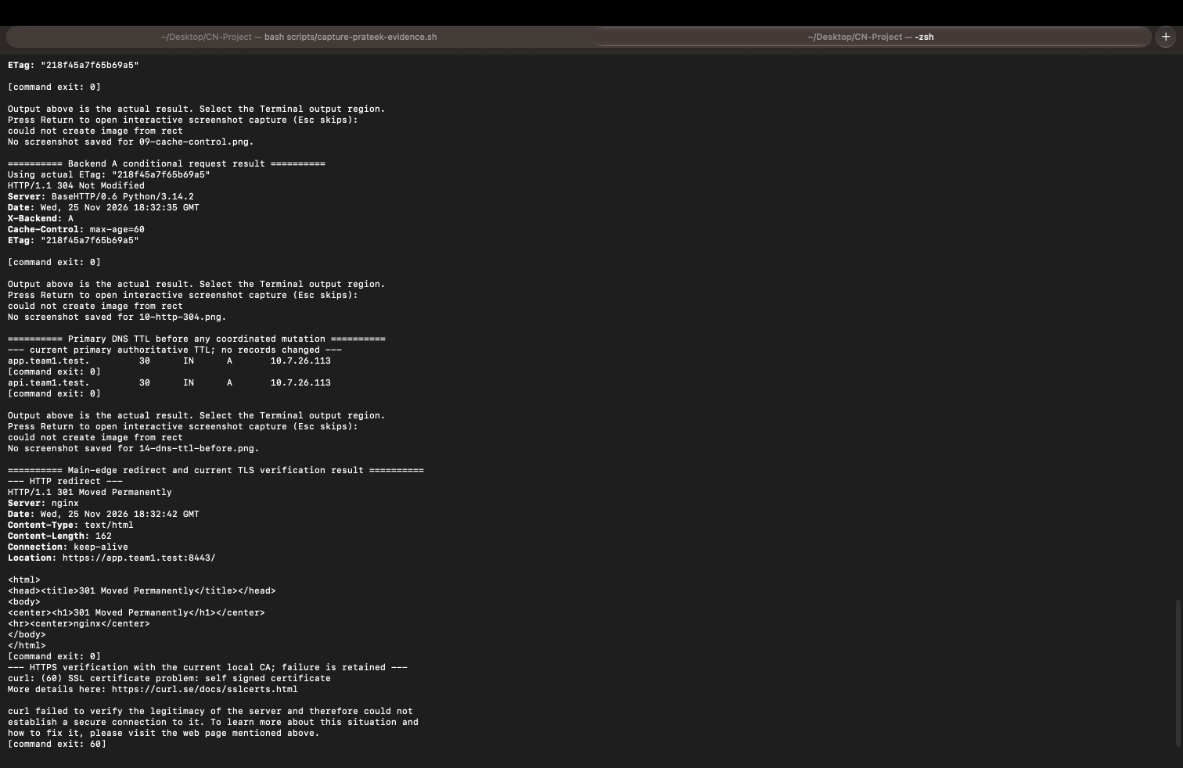 ~/Desktop/CN-Project — bash scripts/capture-prateek-evidence.sh
~/Desktop/CN-Project — -zsh
+
ETag: "218f45a7f65b69a5"
[command exit: 0]
Output above is the actual result. Select the Terminal output region.
Press Return to open interactive screenshot capture (Esc skips):
could not create image from rect
No screenshot saved for 09-cache-control.png.
========== Backend A conditional request result ==========
Using actual ETag: "218f45a7f65b69a5"
HTTP/1.1 304 Not Modified
Server: BaseHTTP/0.6 Python/3.14.2
Date: Wed, 25 Nov 2026 18:32:35 GMT
X-Backend: A
Cache-Control: max-age=60
ETag: "218f45a7f65b69a5"
[command exit: 0]
Output above is the actual result. Select the Terminal output region.
Press Return to open interactive screenshot capture (Esc skips):
could not create image from rect
No screenshot saved for 10-http-304.png.
========== Primary DNS TTL before any coordinated mutation ==========
--- current primary authoritative TTL; no records changed ---
app.team1.test. 30 IN A 10.7.26.113
[command exit: 0]
api.team1.test. 30 IN A 10.7.26.113
[command exit: 0]
Output above is the actual result. Select the Terminal output region.
Press Return to open interactive screenshot capture (Esc skips):
could not create image from rect
No screenshot saved for 14-dns-ttl-before.png.
========== Main-edge redirect and current TLS verification result ==========
--- HTTP redirect ---
HTTP/1.1 301 Moved Permanently
Server: nginx
Date: Wed, 25 Nov 2026 18:32:42 GMT
Content-Type: text/html
Content-Length: 162
Connection: keep-alive
Location: https://app.team1.test:8443/
<html>
<head><title>301 Moved Permanently</title></head>
<body>
<center><h1>301 Moved Permanently</h1></center>
<hr><center>nginx</center>
</body>
</html>
[command exit: 0]
--- HTTPS verification with the current local CA; failure is retained ---
curl: (60) SSL certificate problem: self signed certificate
More details here: https://curl.se/docs/sslcerts.html
curl failed to verify the legitimacy of the server and therefore could not
establish a secure connection to it. To learn more about this situation and
how to fix it, please visit the web page mentioned above.
[command exit: 60]